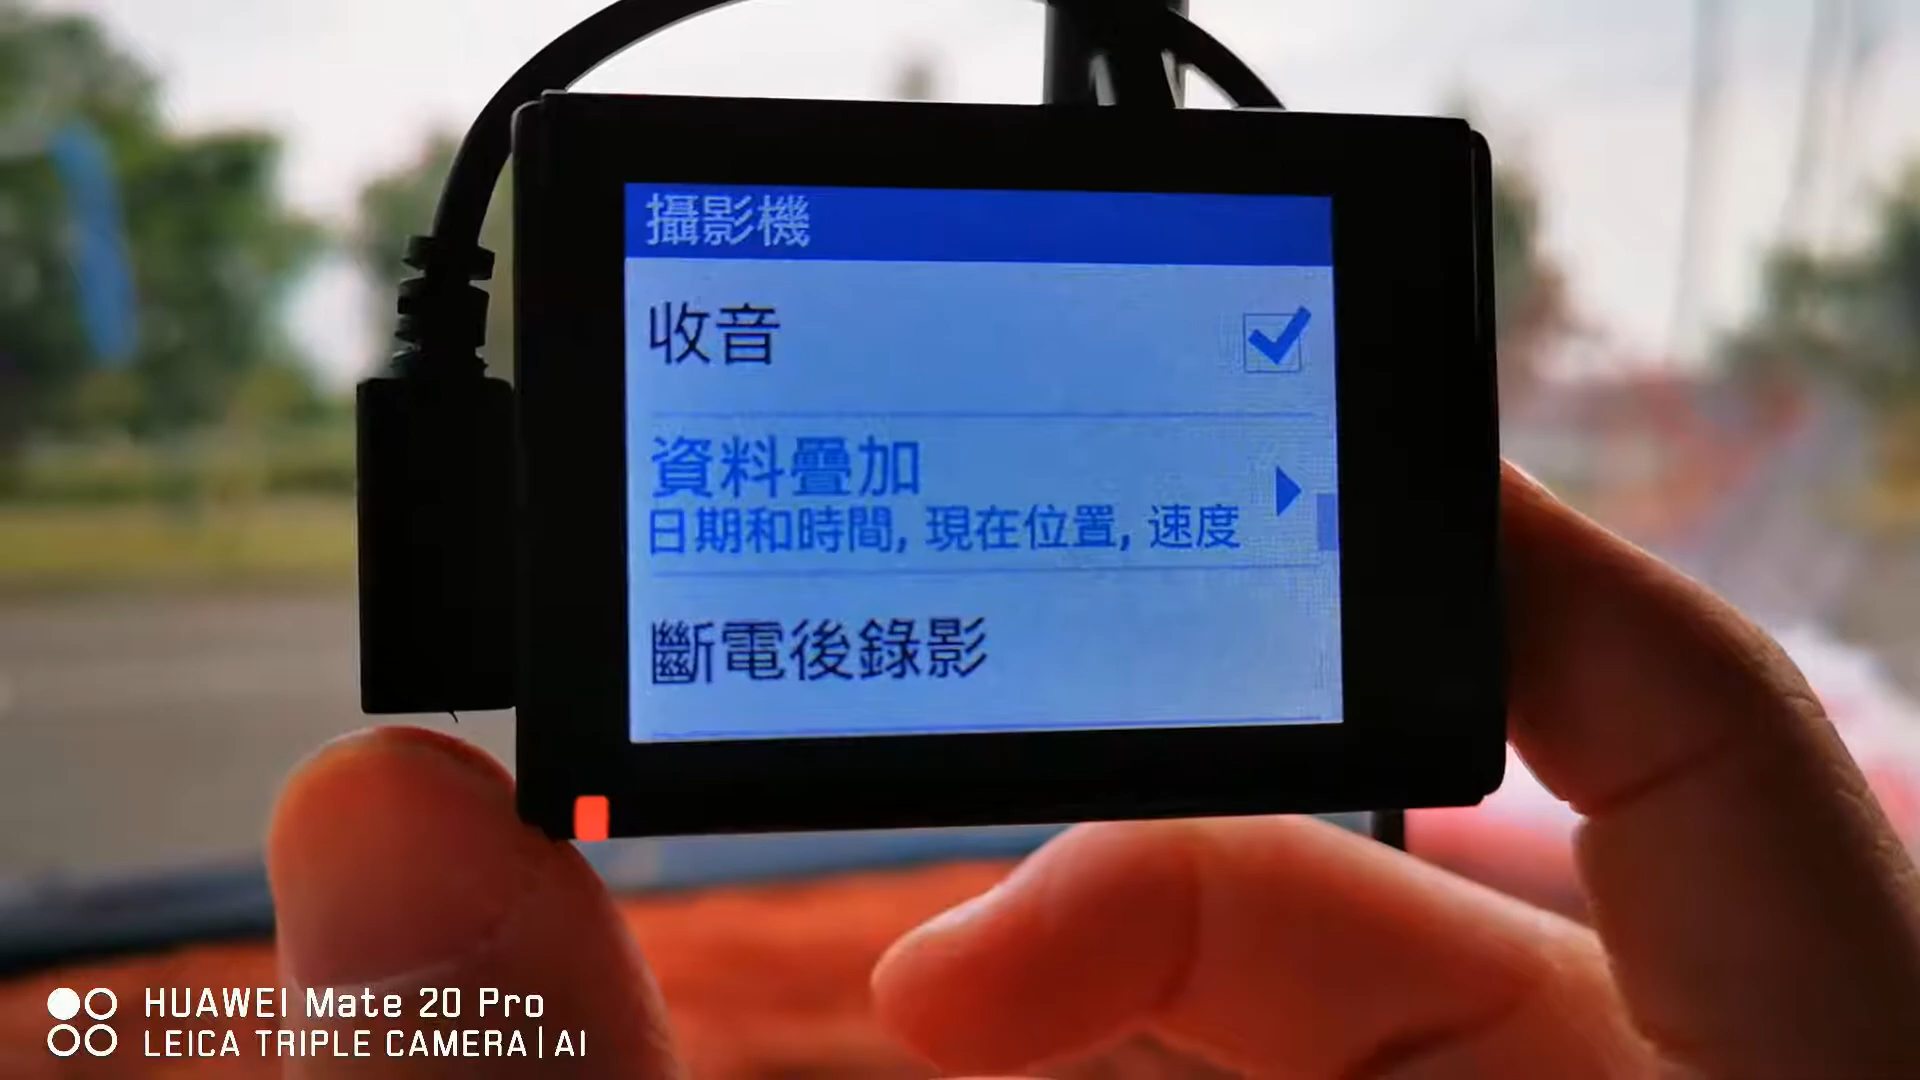 攝影機
收音
資料疊加
日期和時間, 現在位置, 速度
斷電後錄影
HUAWEI Mate 20 Pro
LEICA TRIPLE CAMERA | AI